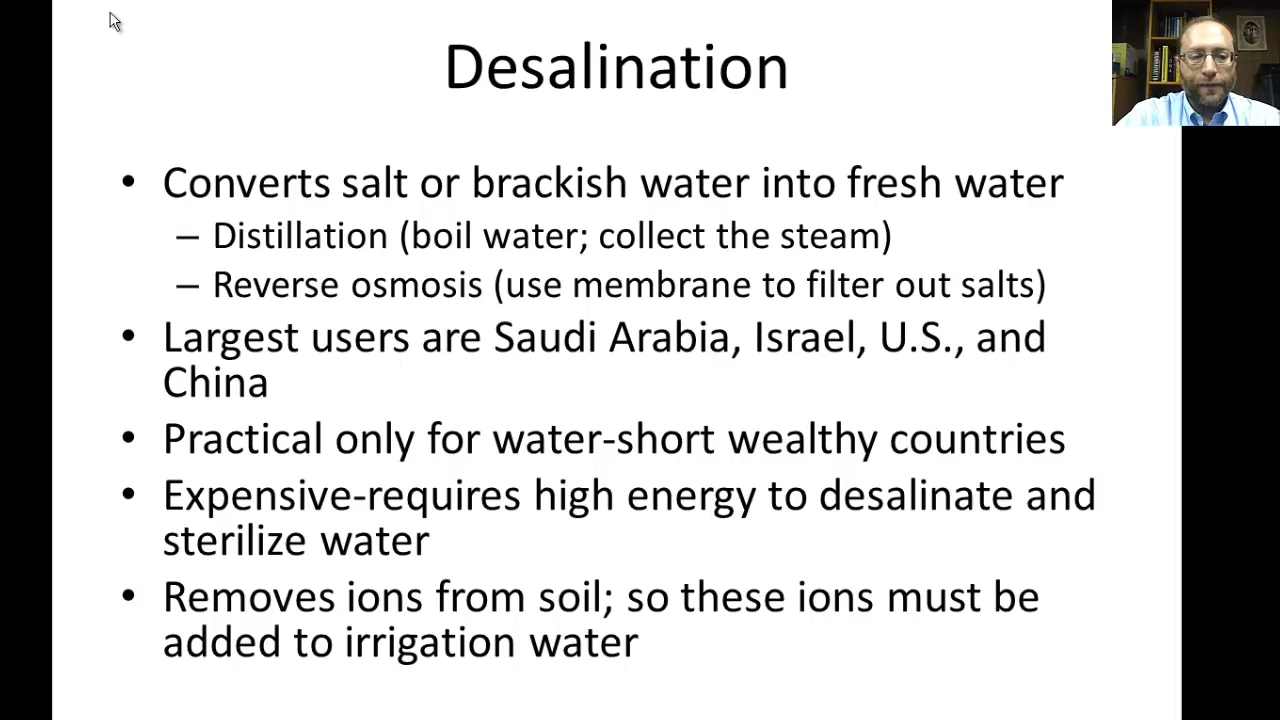 Desalination
• Converts salt or brackish water into fresh water
– Distillation (boil water; collect the steam)
– Reverse osmosis (use membrane to filter out salts)
• Largest users are Saudi Arabia, Israel, U.S., and
China
• Practical only for water-short wealthy countries
• Expensive-requires high energy to desalinate and
sterilize water
• Removes ions from soil; so these ions must be
added to irrigation water